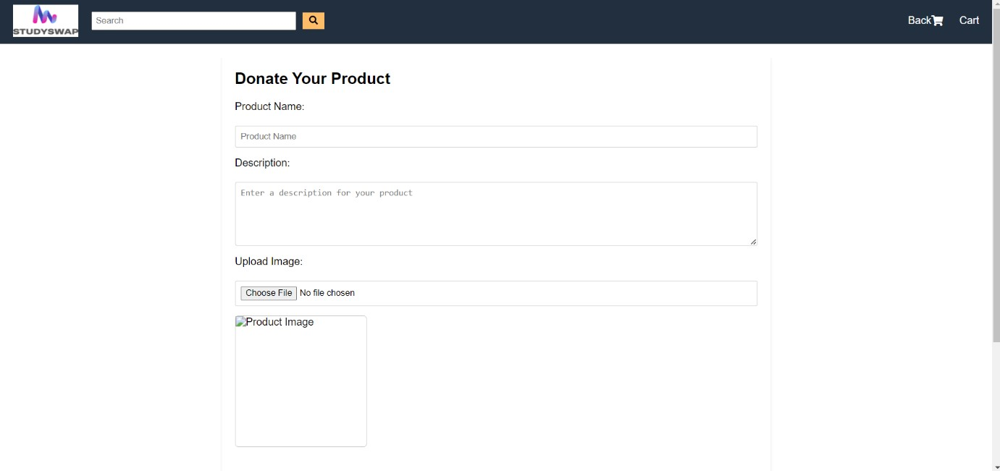 STUDYSWAP
Search
Back
Cart
Donate Your Product
Product Name:
Product Name
Description:
Enter a description for your product
Upload Image:
Choose File No file chosen
Product Image